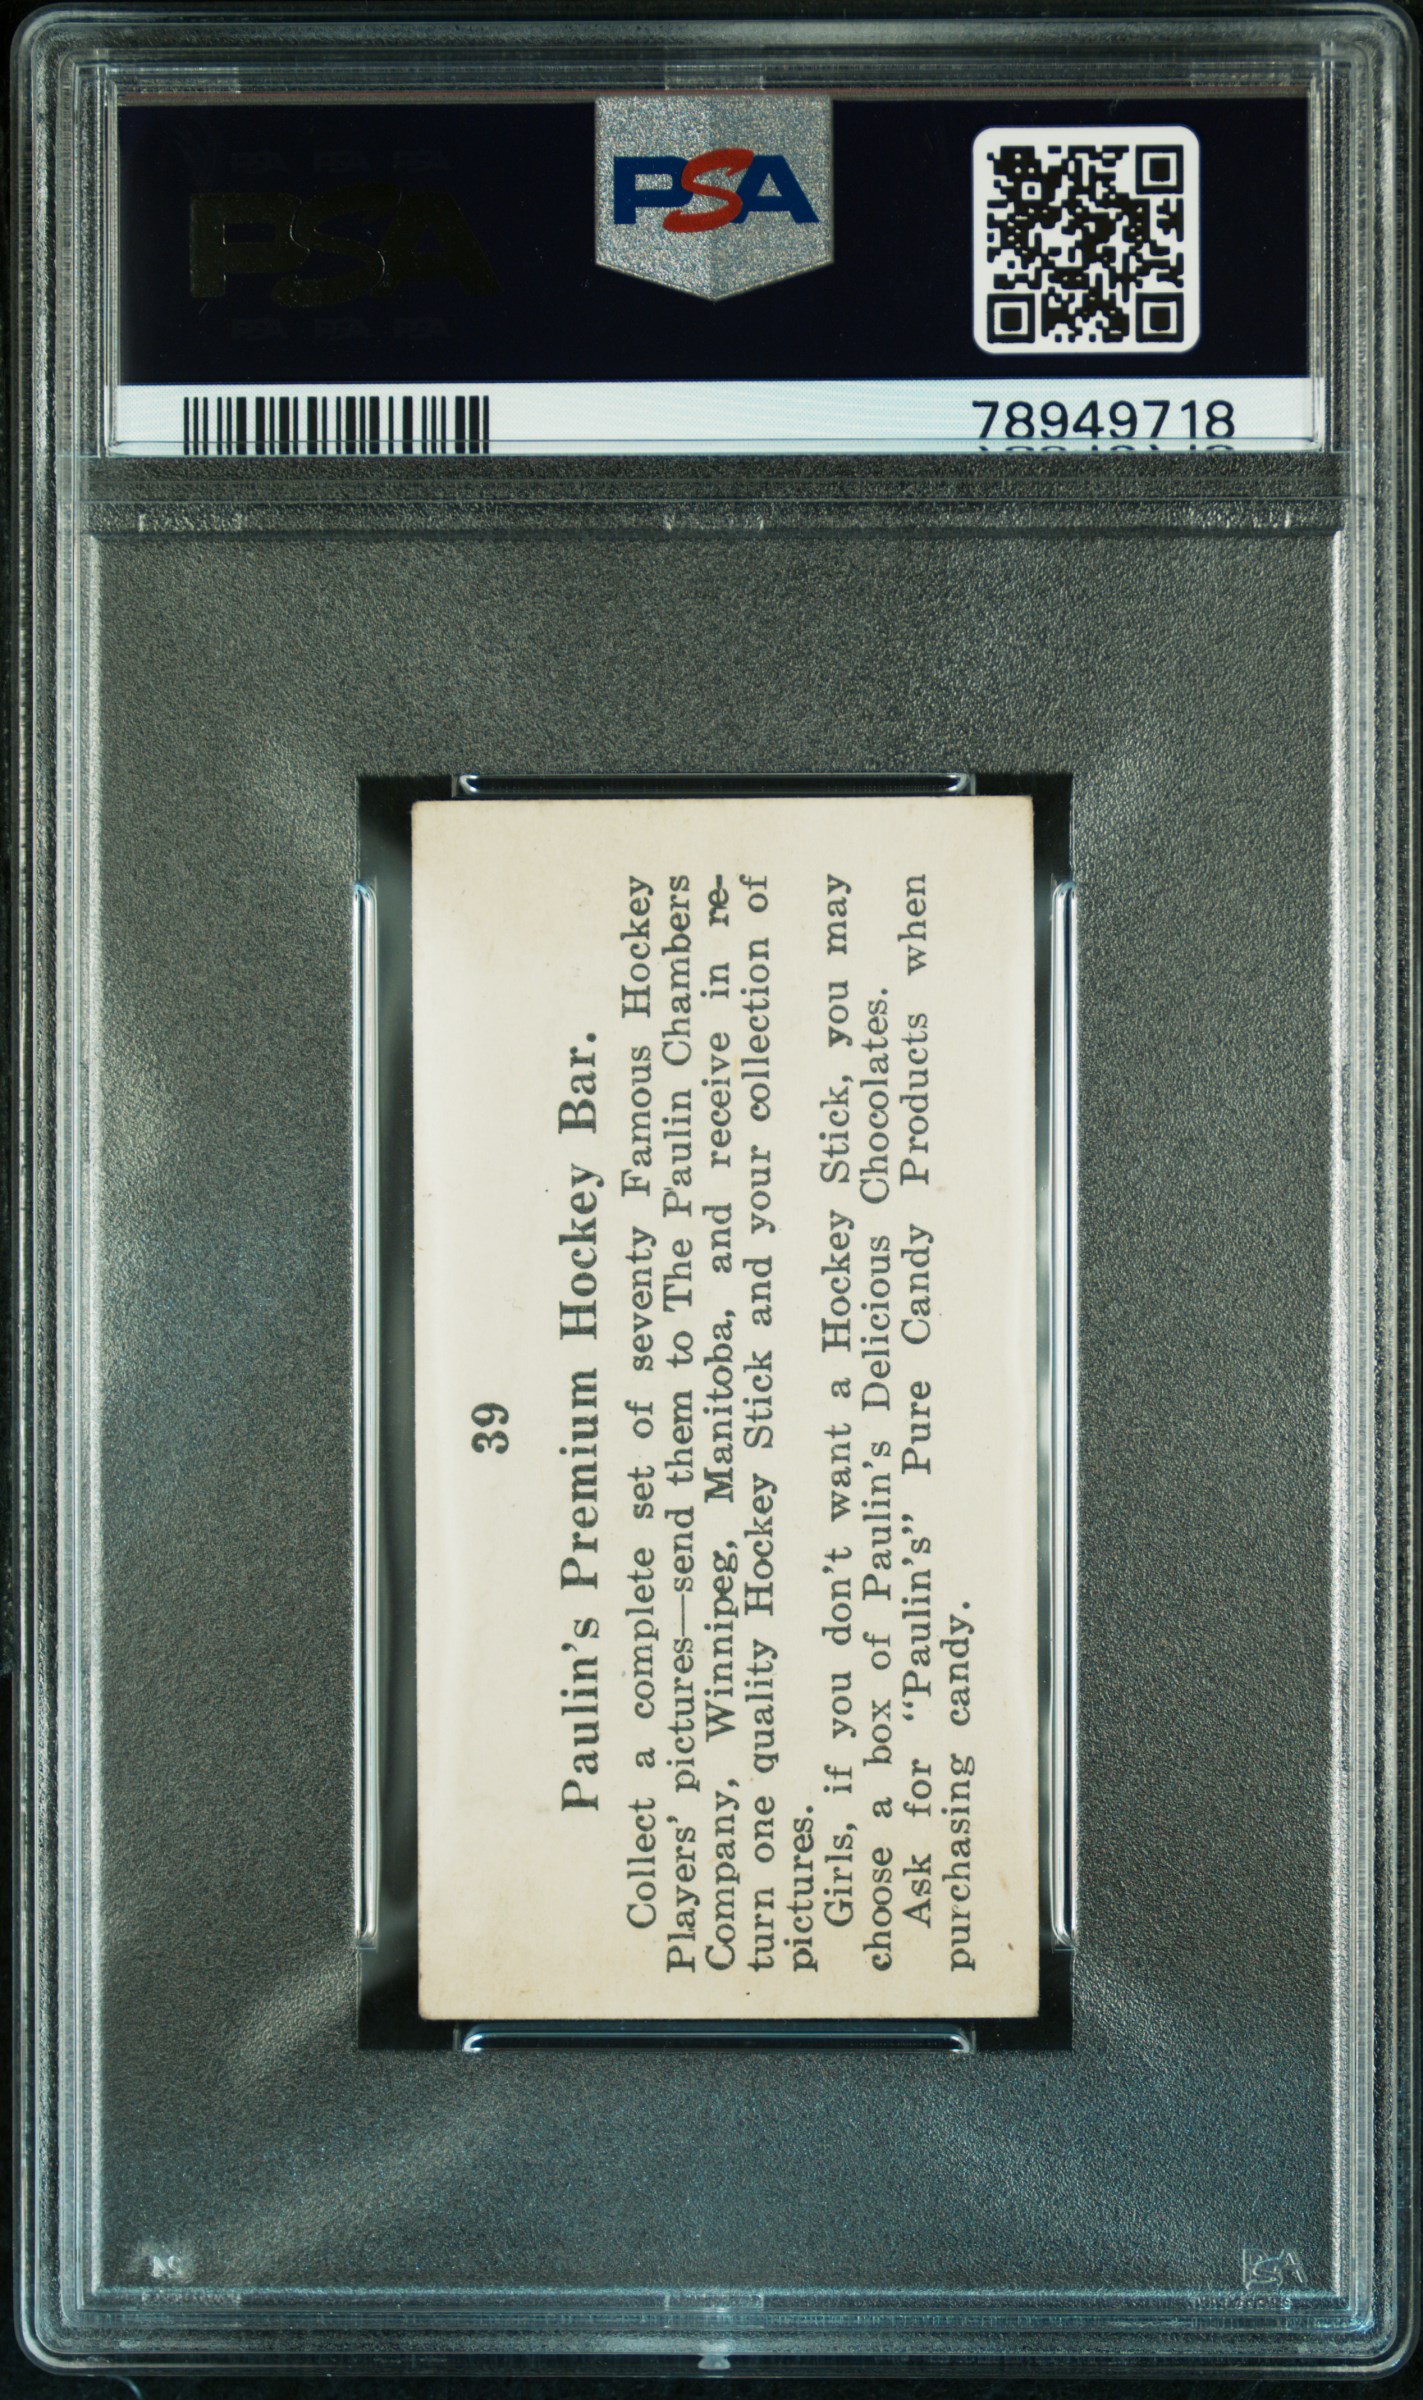 PSA
PSA
78949718
39
Paulin's Premium Hockey Bar.
Collect a complete set of seventy Famous Hockey
Players' pictures—send them to The Paulin Chambers
Company, Winnipeg, Manitoba, and receive in re-
turn one quality Hockey Stick and your collection of
pictures.
Girls, if you don't want a Hockey Stick, you may
choose a box of Paulin's Delicious Chocolates.
Ask for "Paulin's" Pure Candy Products when
purchasing candy.
PSA